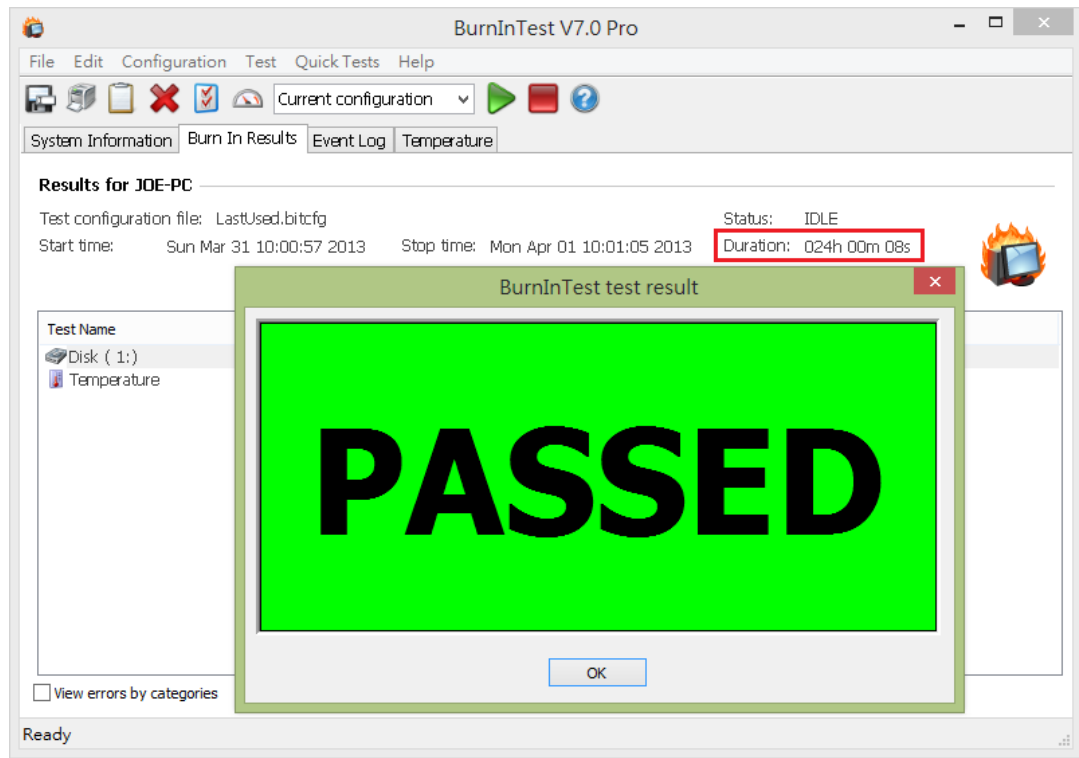 BurnInTest V7.0 Pro
File Edit Configuration Test Quick Tests Help
Current configuration
System Information Burn In Results Event Log Temperature
Results for JOE-PC
Test configuration file: LastUsed.bitcfg Status: IDLE
Start time: Sun Mar 31 10:00:57 2013 Stop time: Mon Apr 01 10:01:05 2013 Duration: 024h 00m 08s
BurnInTest test result
Test Name
Disk ( 1:)
Temperature
PASSED
OK
View errors by categories
Ready